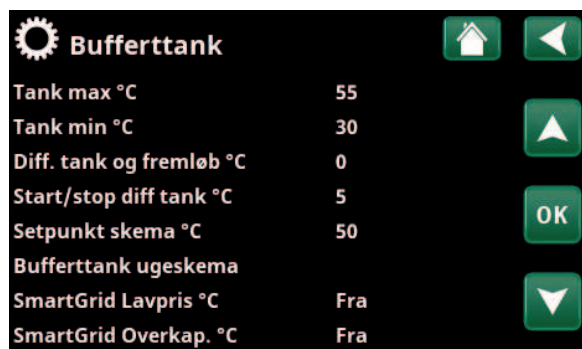 Bufferttank
Tank max °C 55
Tank min °C 30
Diff. tank og fremløb °C 0
Start/stop diff tank °C 5
OK
Setpunkt skema °C 50
Bufferttank ugeskema
SmartGrid Lavpris °C Fra
SmartGrid Overkap. °C Fra